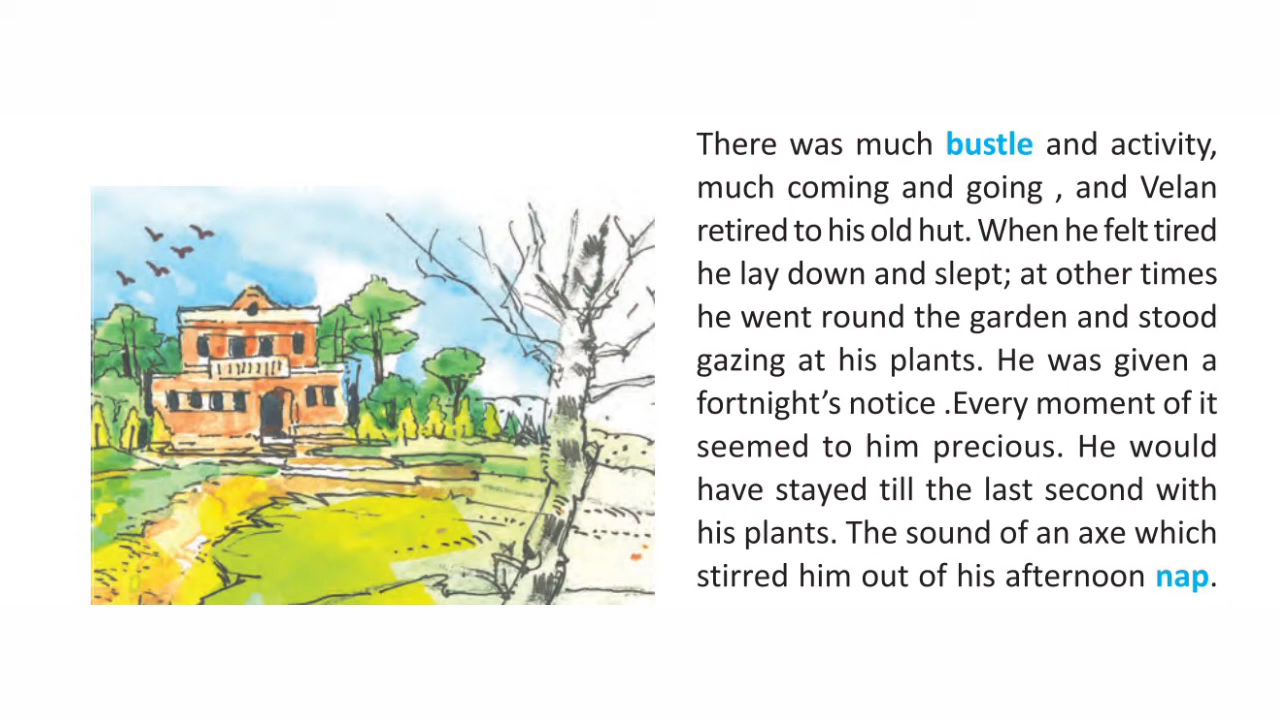 There was much bustle and activity,
much coming and going , and Velan
retired to his old hut. When he felt tired
he lay down and slept; at other times
he went round the garden and stood
gazing at his plants. He was given a
fortnight’s notice .Every moment of it
seemed to him precious. He would
have stayed till the last second with
his plants. The sound of an axe which
stirred him out of his afternoon nap.